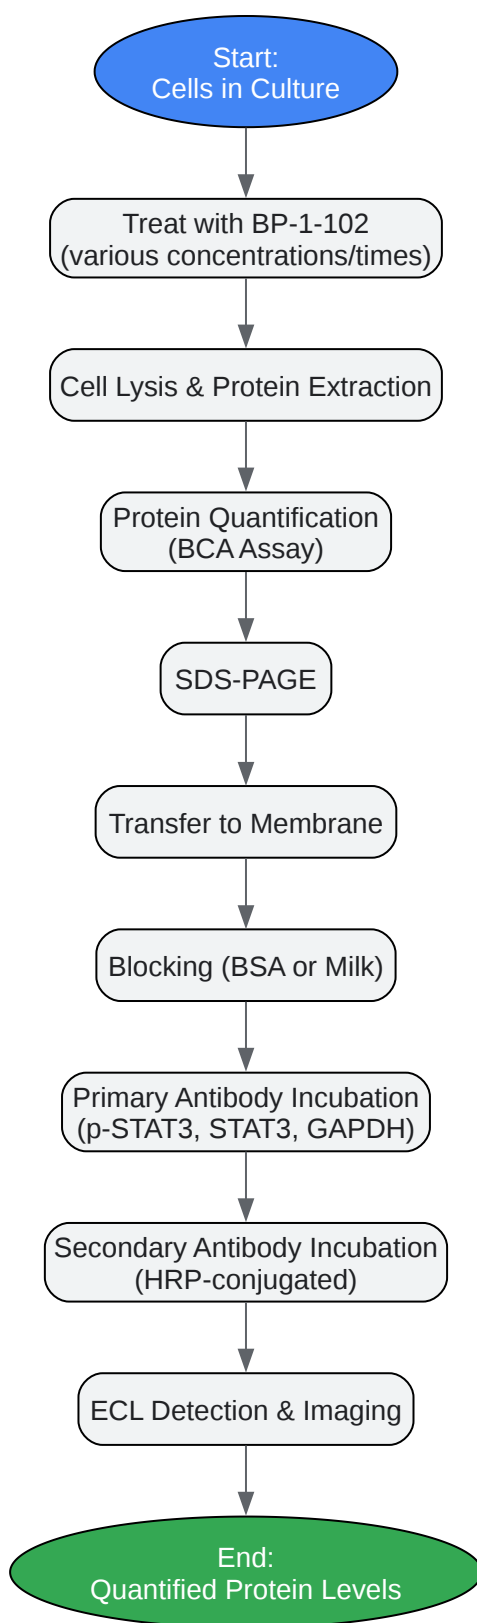 Start:
Cells in Culture
Treat with BP-1-102
(various concentrations/times)
Cell Lysis & Protein Extraction
Protein Quantification
(BCA Assay)
SDS-PAGE
Transfer to Membrane
Blocking (BSA or Milk)
Primary Antibody Incubation
(p-STAT3, STAT3, GAPDH)
Secondary Antibody Incubation
(HRP-conjugated)
ECL Detection & Imaging
End:
Quantified Protein Levels